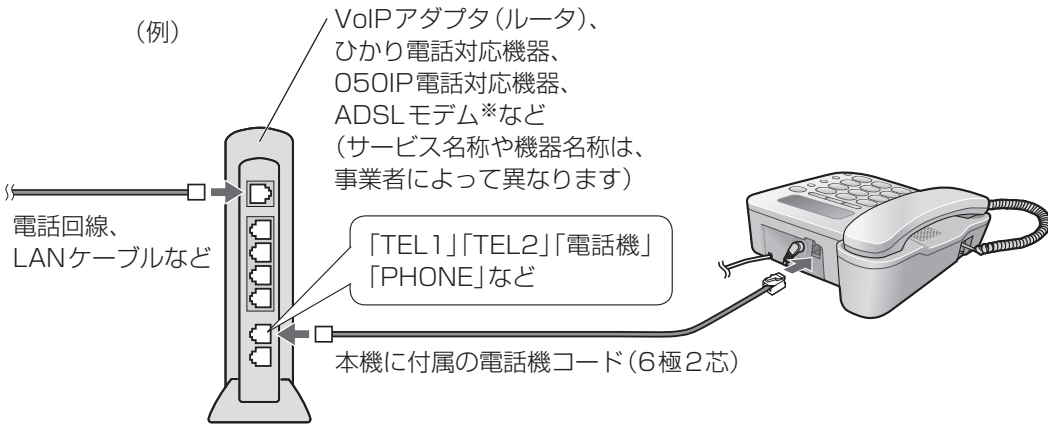 (例)
VoIPアダプタ(ルータ)、
ひかり電話対応機器、
050IP電話対応機器、
ADSLモデム※など
(サービス名称や機器名称は、
事業者によって異なります)
電話回線、
LANケーブルなど
「TEL1」「TEL2」「電話機」
「PHONE」など
本機に付属の電話機コード(6極2芯)